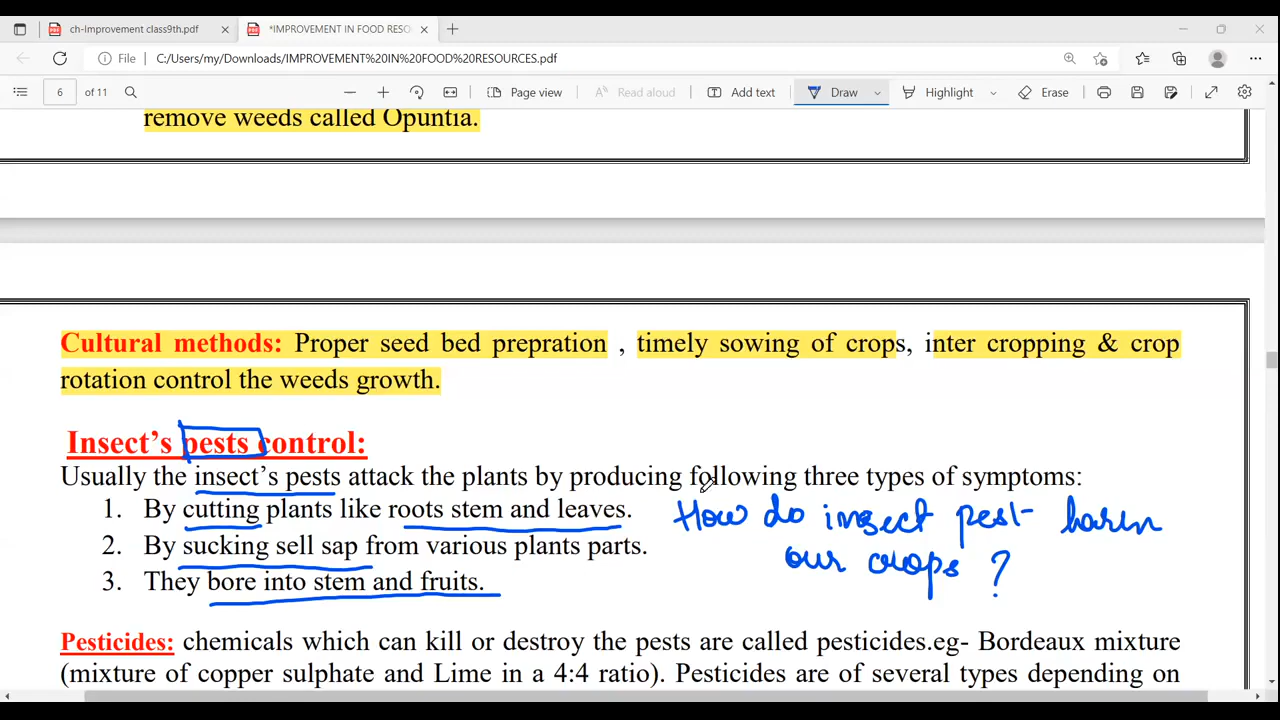 ch-improvement class9th.pdf
*IMPROVEMENT IN FOOD RESO
File C:/Users/my/Downloads/IMPROVEMENT%20IN%20FOOD%20RESOURCES.pdf
6 of 11 Page view Read aloud Add text Draw Highlight Erase
remove weeds called Opuntia.
Cultural methods: Proper seed bed prepration , timely sowing of crops, inter cropping & crop
rotation control the weeds growth.
Insect's pests control:
Usually the insect's pests attack the plants by producing following three types of symptoms:
1. By cutting plants like roots stem and leaves.
How do insect pest harm
2. By sucking sell sap from various plants parts.
our crops ?
3. They bore into stem and fruits.
Pesticides: chemicals which can kill or destroy the pests are called pesticides.eg- Bordeaux mixture
(mixture of copper sulphate and Lime in a 4:4 ratio). Pesticides are of several types depending on